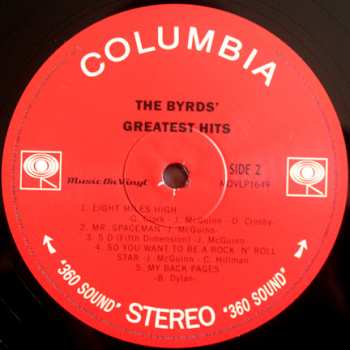 COLUMBIA
THE BYRDS'
GREATEST HITS
SIDE 2
Music On Vinyl
MOVLP1649
1. EIGHT MILES HIGH
G. Clark - J. McGuinn - D. Crosby-
2. MR. SPACEMAN - J. McGuinn-
3. 5 D (Fifth Dimension) - J. McGuinn-
4. SO YOU WANT TO BE A ROCK 'N' ROLL
STAR - J. McGuinn - C. Hillman
5. MY BACK PAGES
-B. Dylan-
"360 SOUND" STEREO "360 SOUND"